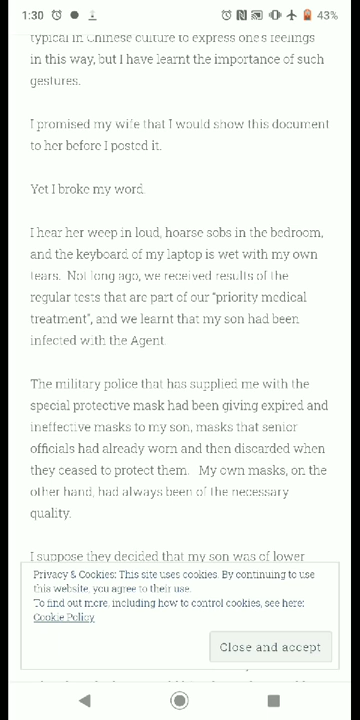 1:30
43%
typical in Chinese culture to express one's feelings
in this way, but I have learnt the importance of such
gestures.
I promised my wife that I would show this document
to her before I posted it.
Yet I broke my word.
I hear her weep in loud, hoarse sobs in the bedroom,
and the keyboard of my laptop is wet with my own
tears. Not long ago, we received results of the
regular tests that are part of our "priority medical
treatment", and we learnt that my son had been
infected with the Agent.
The military police that has supplied me with the
special protective mask had been giving expired and
ineffective masks to my son, masks that senior
officials had already worn and then discarded when
they ceased to protect them. My own masks, on the
other hand, had always been of the necessary
quality.
I suppose they decided that my son was of lower
Privacy & Cookies: This site uses cookies. By continuing to use
this website, you agree to their use.
To find out more, including how to control cookies, see here:
Cookie Policy
Close and accept